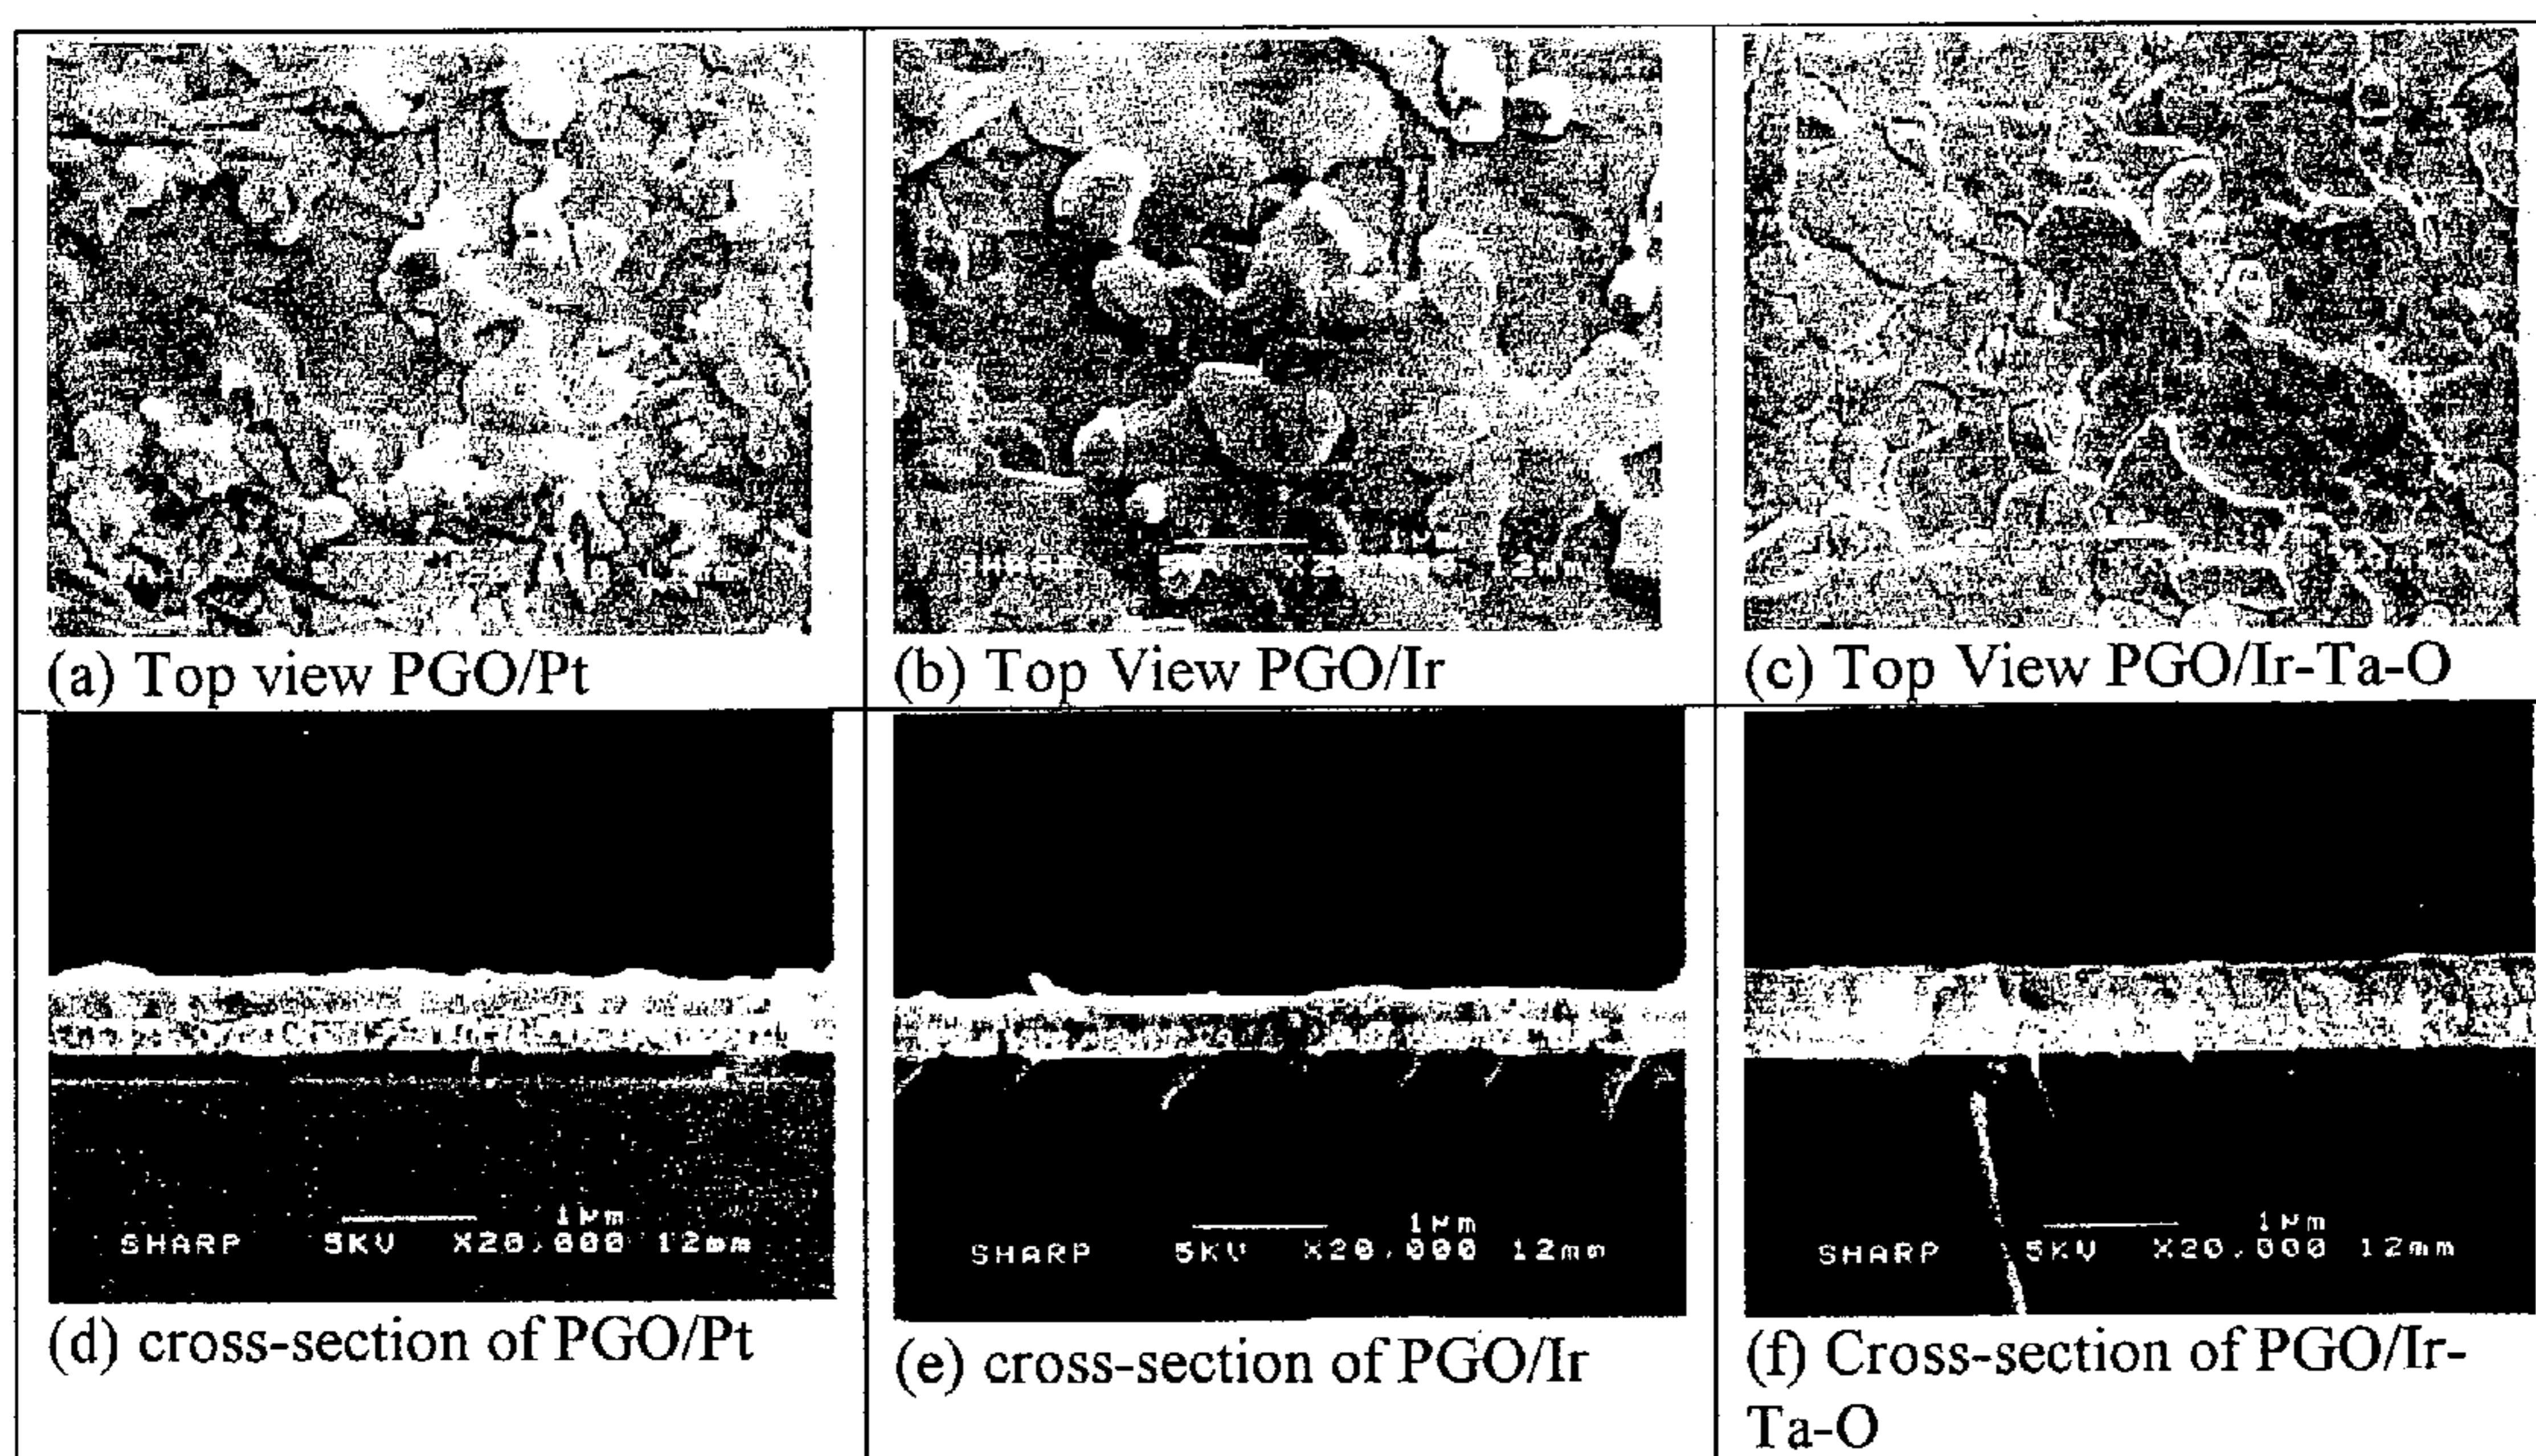 (a) Top view PGO/Pt
(b) Top View PGO/Ir
(c) Top View PGO/Ir-Ta-O
1µm
SHARP 5KV X20,000 12mm
(d) cross-section of PGO/Pt
1µm
SHARP 5KV X20,000 12mm
(e) cross-section of PGO/Ir
1µm
SHARP 5KV X20,000 12mm
(f) Cross-section of PGO/Ir-
Ta-O